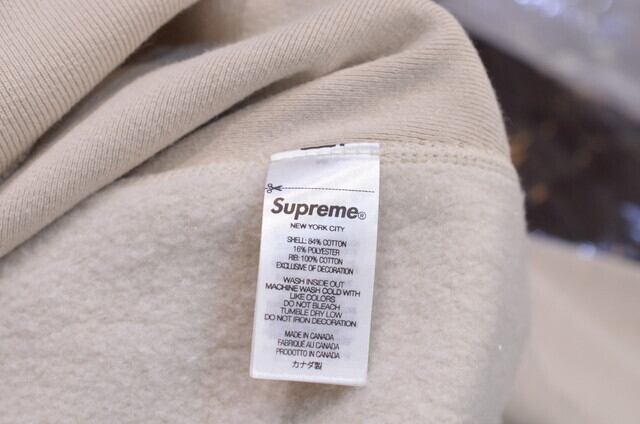 Supreme®
NEW YORK CITY
SHELL: 84% COTTON
16% POLYESTER
RIB: 100% COTTON
EXCLUSIVE OF DECORATION
WASH INSIDE OUT
MACHINE WASH COLD WITH
LIKE COLORS
DO NOT BLEACH
TUMBLE DRY LOW
DO NOT IRON DECORATION
MADE IN CANADA
FABRIQUE AU CANADA
PRODOTTO IN CANADA
カナダ製